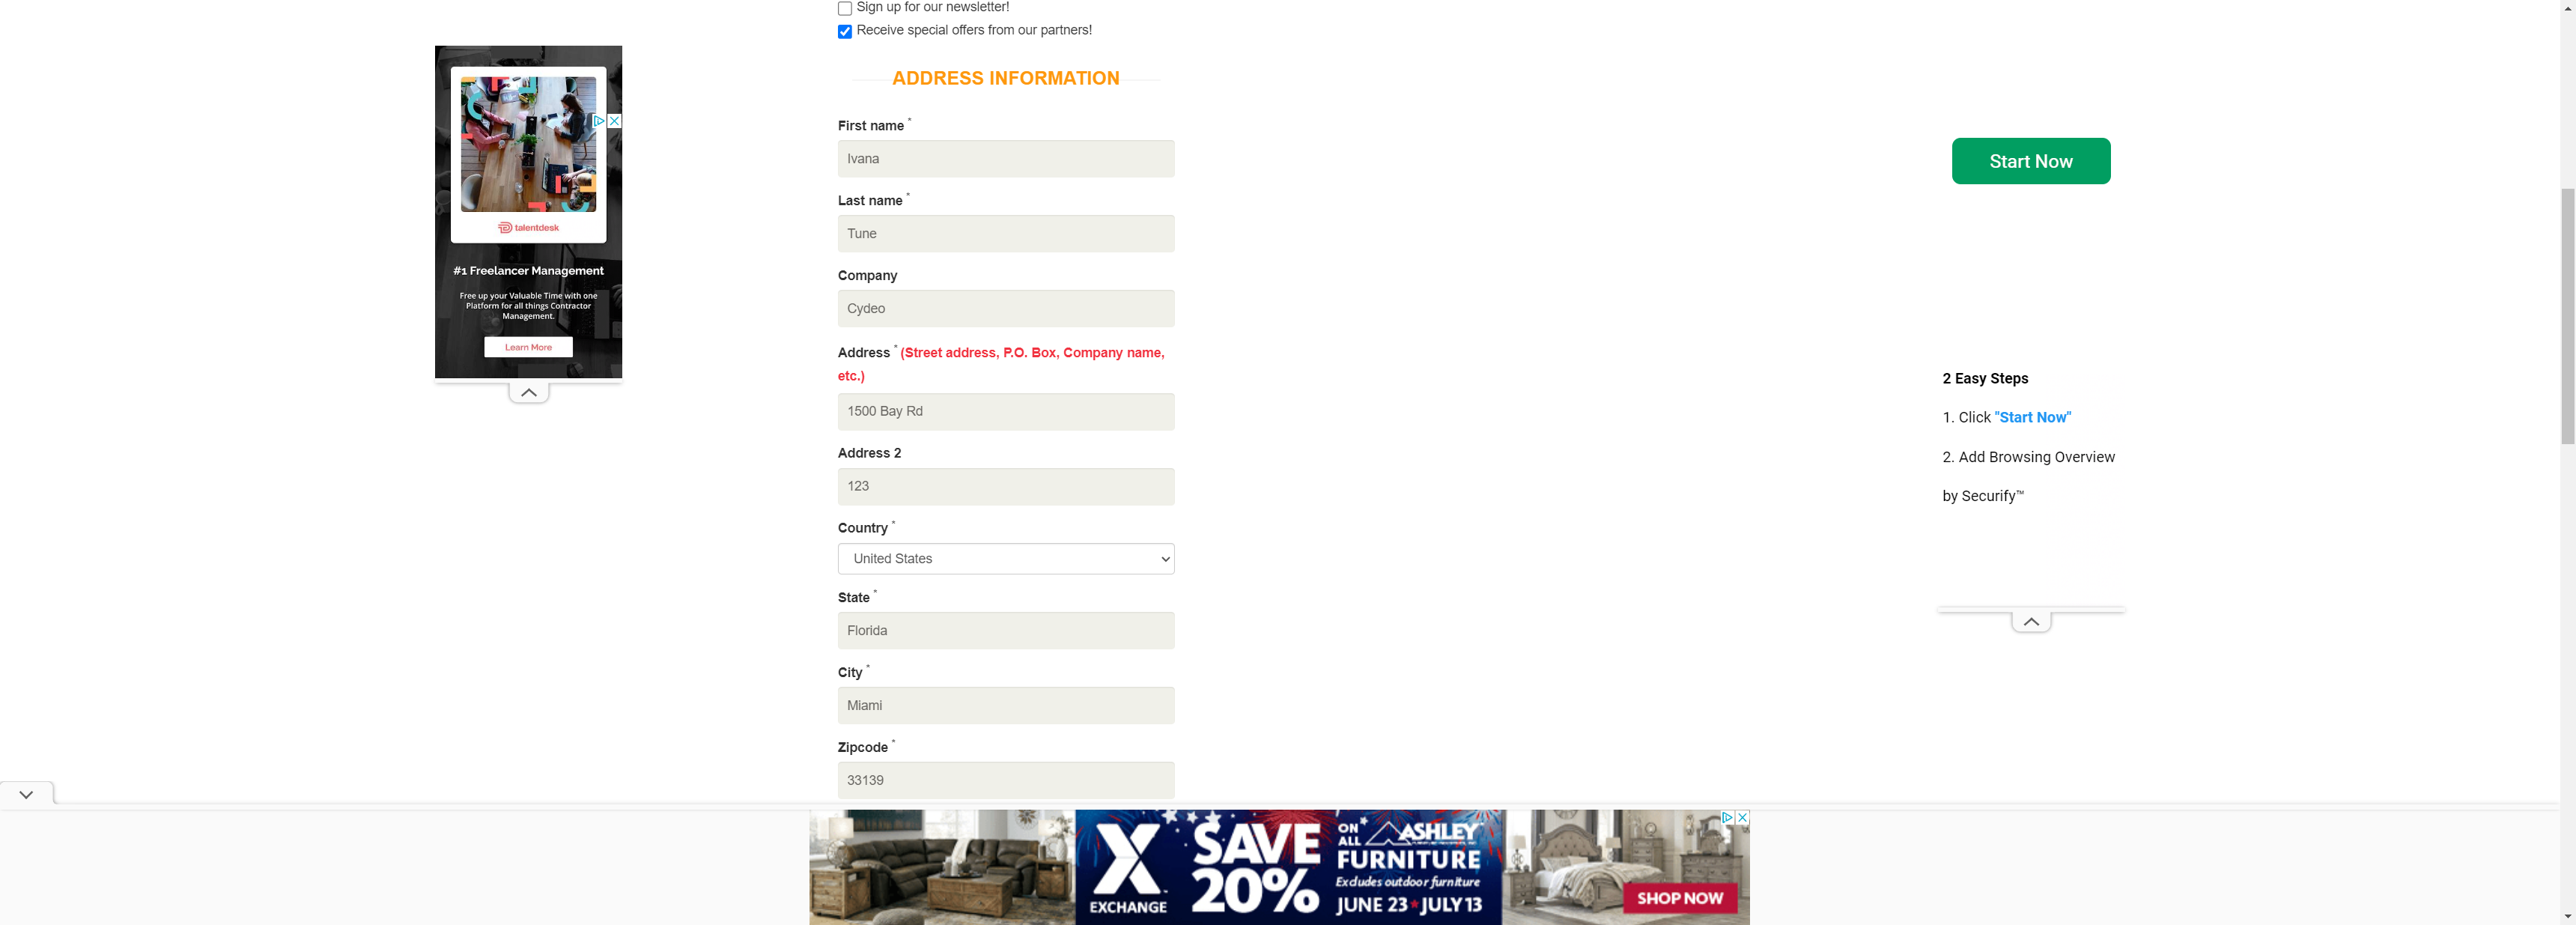 Sign up for our newsletter!
Receive special offers from our partners!
ADDRESS INFORMATION
First name *
Ivana
Last name *
Tune
Company
Cydeo
Address * (Street address, P.O. Box, Company name,
etc.)
1500 Bay Rd
Address 2
123
Country *
United States
State *
Florida
City *
Miami
Zipcode *
33139
talentdesk
#1 Freelancer Management
Free up your Valuable Time with one
Platform for all things Contractor
Management.
Learn More
Start Now
2 Easy Steps
1. Click "Start Now"
2. Add Browsing Overview
by Securify™
X
EXCHANGE
SAVE
20%
ON
ALL
ASHLEY
FURNITURE
Excludes outdoor furniture
JUNE 23★JULY 13
SHOP NOW